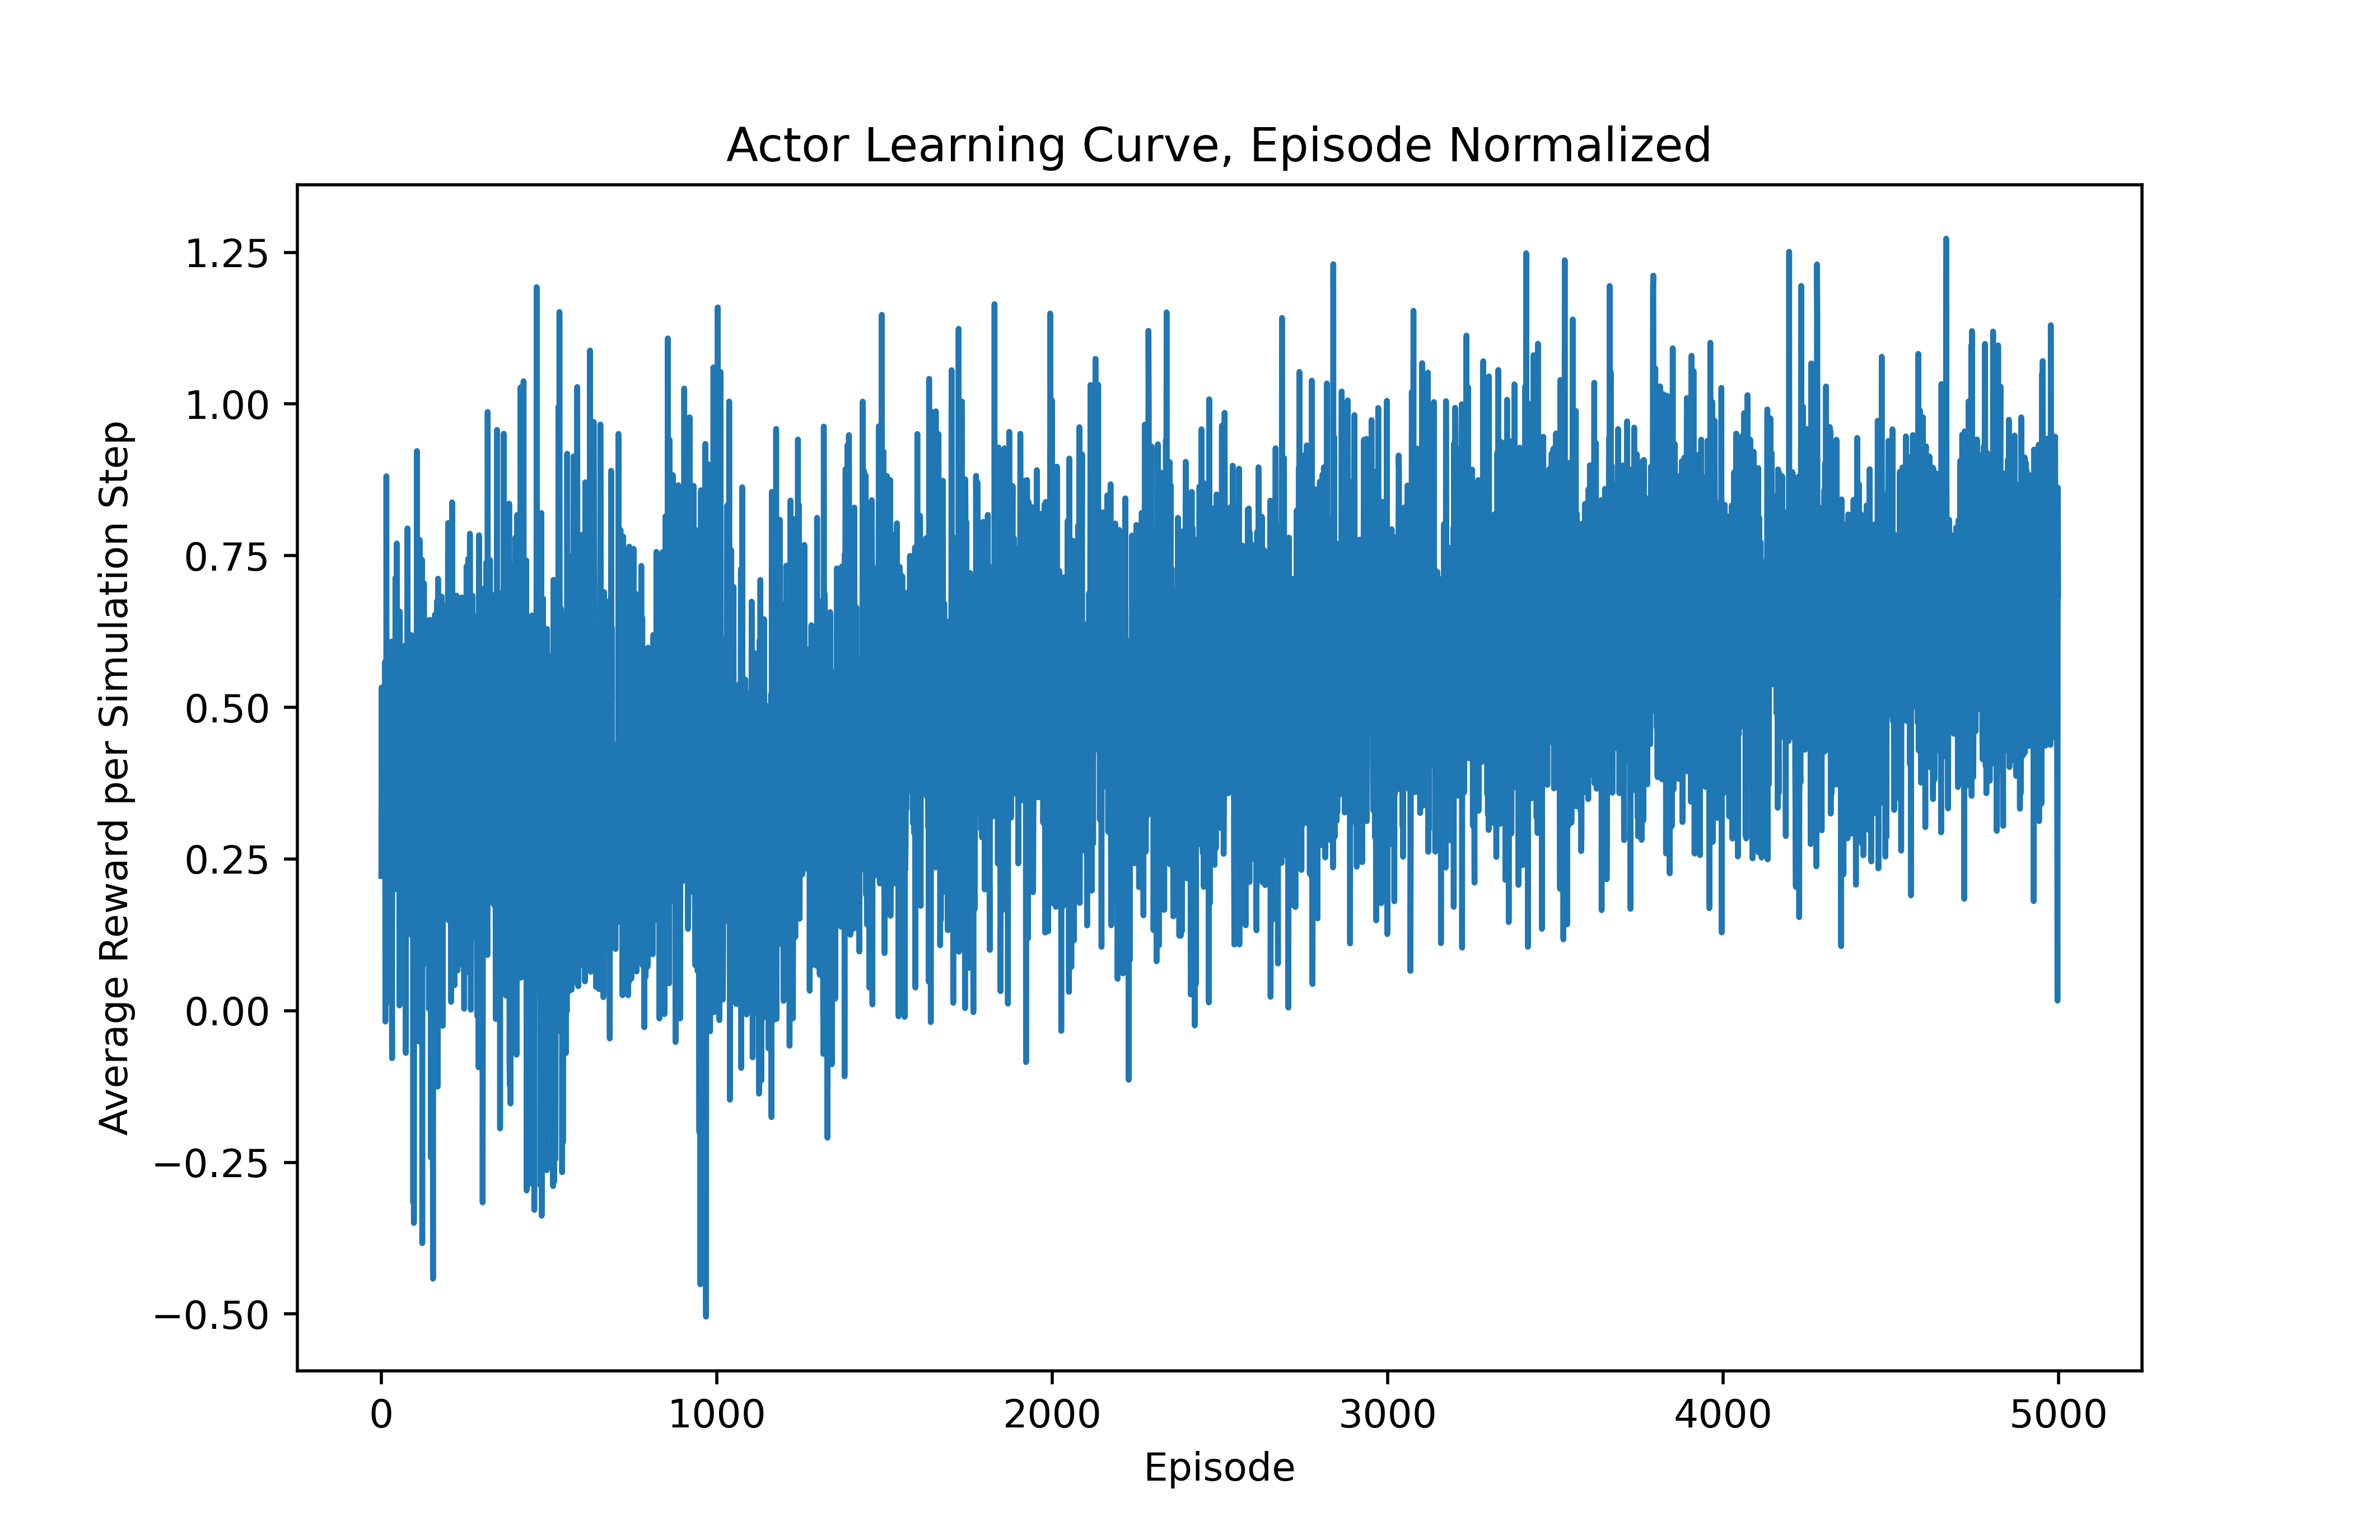 Actor Learning Curve, Episode Normalized
Average Reward per Simulation Step
1.25
1.00
0.75
0.50
0.25
0.00
−0.25
−0.50
0 1000 2000 3000 4000 5000
Episode